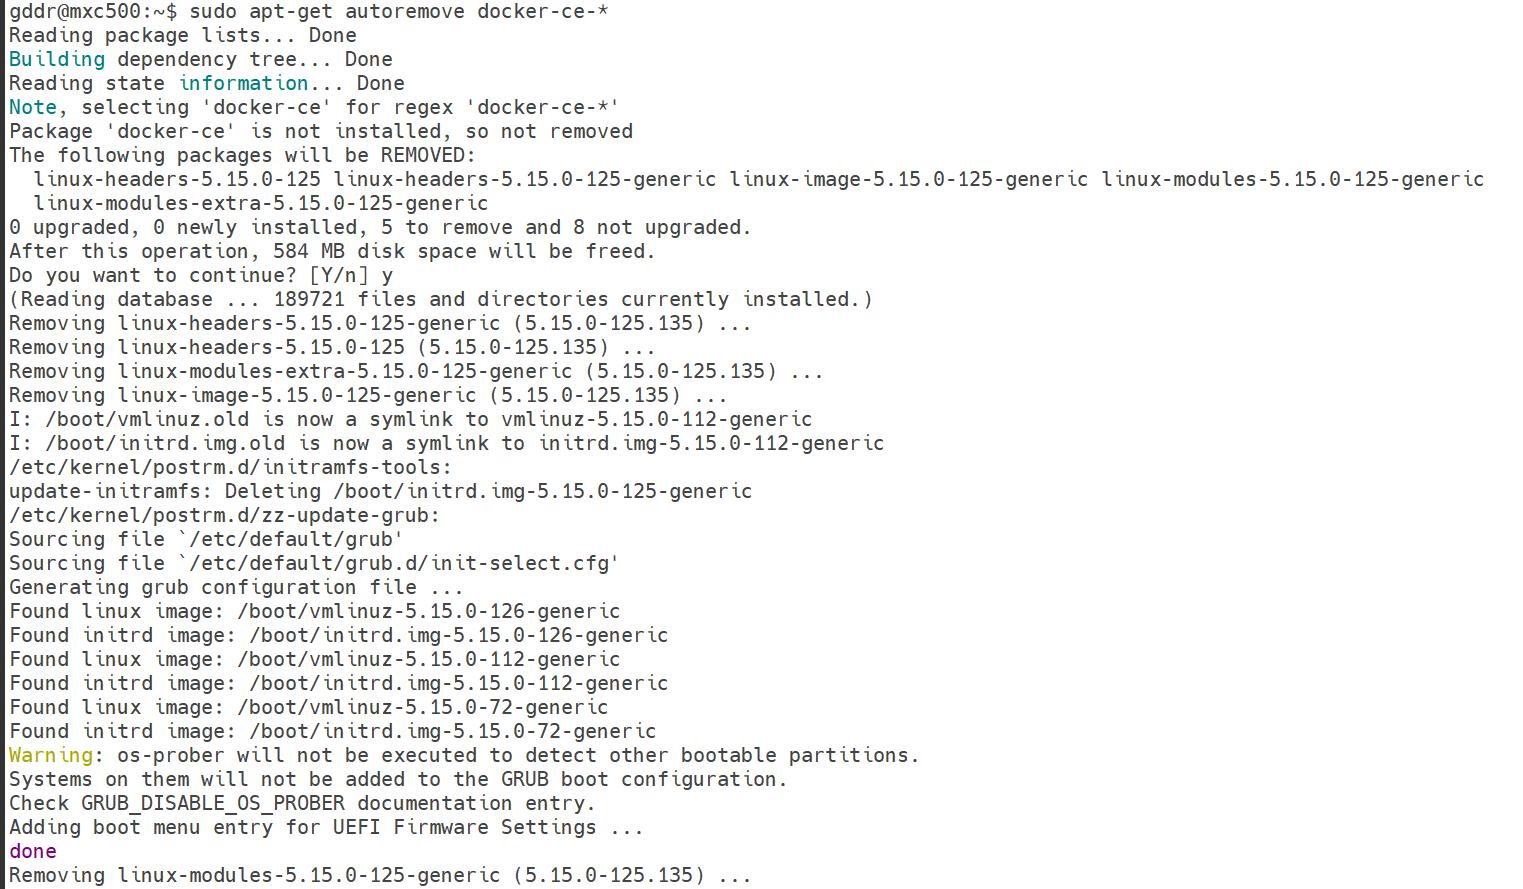 gddr@mxc500:~$ sudo apt-get autoremove docker-ce-*
Reading package lists... Done
Building dependency tree... Done
Reading state information... Done
Note, selecting 'docker-ce' for regex 'docker-ce-*'
Package 'docker-ce' is not installed, so not removed
The following packages will be REMOVED:
  linux-headers-5.15.0-125 linux-headers-5.15.0-125-generic linux-image-5.15.0-125-generic linux-modules-5.15.0-125-generic
  linux-modules-extra-5.15.0-125-generic
0 upgraded, 0 newly installed, 5 to remove and 8 not upgraded.
After this operation, 584 MB disk space will be freed.
Do you want to continue? [Y/n] y
(Reading database ... 189721 files and directories currently installed.)
Removing linux-headers-5.15.0-125-generic (5.15.0-125.135) ...
Removing linux-headers-5.15.0-125 (5.15.0-125.135) ...
Removing linux-modules-extra-5.15.0-125-generic (5.15.0-125.135) ...
Removing linux-image-5.15.0-125-generic (5.15.0-125.135) ...
I: /boot/vmlinuz.old is now a symlink to vmlinuz-5.15.0-112-generic
I: /boot/initrd.img.old is now a symlink to initrd.img-5.15.0-112-generic
/etc/kernel/postrm.d/initramfs-tools:
update-initramfs: Deleting /boot/initrd.img-5.15.0-125-generic
/etc/kernel/postrm.d/zz-update-grub:
Sourcing file `/etc/default/grub'
Sourcing file `/etc/default/grub.d/init-select.cfg'
Generating grub configuration file ...
Found linux image: /boot/vmlinuz-5.15.0-126-generic
Found initrd image: /boot/initrd.img-5.15.0-126-generic
Found linux image: /boot/vmlinuz-5.15.0-112-generic
Found initrd image: /boot/initrd.img-5.15.0-112-generic
Found linux image: /boot/vmlinuz-5.15.0-72-generic
Found initrd image: /boot/initrd.img-5.15.0-72-generic
Warning: os-prober will not be executed to detect other bootable partitions.
Systems on them will not be added to the GRUB boot configuration.
Check GRUB_DISABLE_OS_PROBER documentation entry.
Adding boot menu entry for UEFI Firmware Settings ...
done
Removing linux-modules-5.15.0-125-generic (5.15.0-125.135) ...